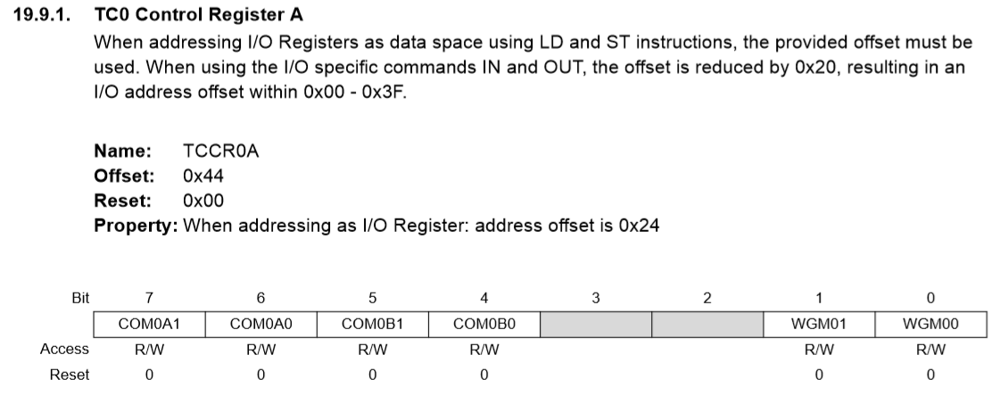 19.9.1. TC0 Control Register A
When addressing I/O Registers as data space using LD and ST instructions, the provided offset must be
used. When using the I/O specific commands IN and OUT, the offset is reduced by 0x20, resulting in an
I/O address offset within 0x00 - 0x3F.
Name: TCCR0A
Offset: 0x44
Reset: 0x00
Property: When addressing as I/O Register: address offset is 0x24
Bit 7 6 5 4 3 2 1 0
COM0A1 COM0A0 COM0B1 COM0B0 WGM01 WGM00
Access R/W R/W R/W R/W R/W R/W
Reset 0 0 0 0 0 0